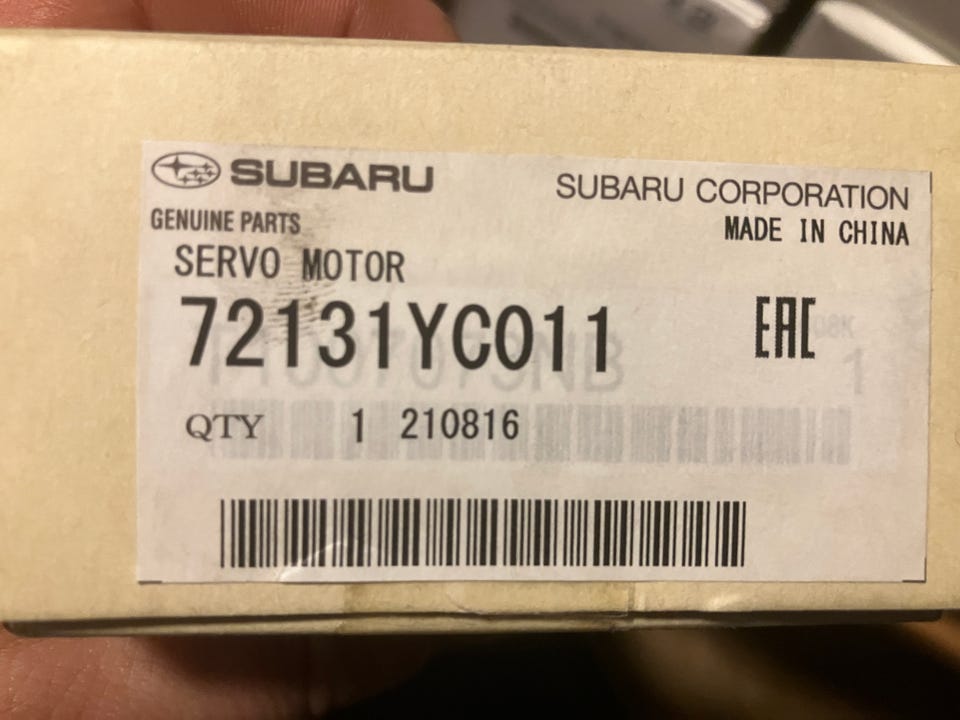 SUBARU
SUBARU CORPORATION
GENUINE PARTS
MADE IN CHINA
SERVO MOTOR
72131YC011
EAC
QTY 1 210816